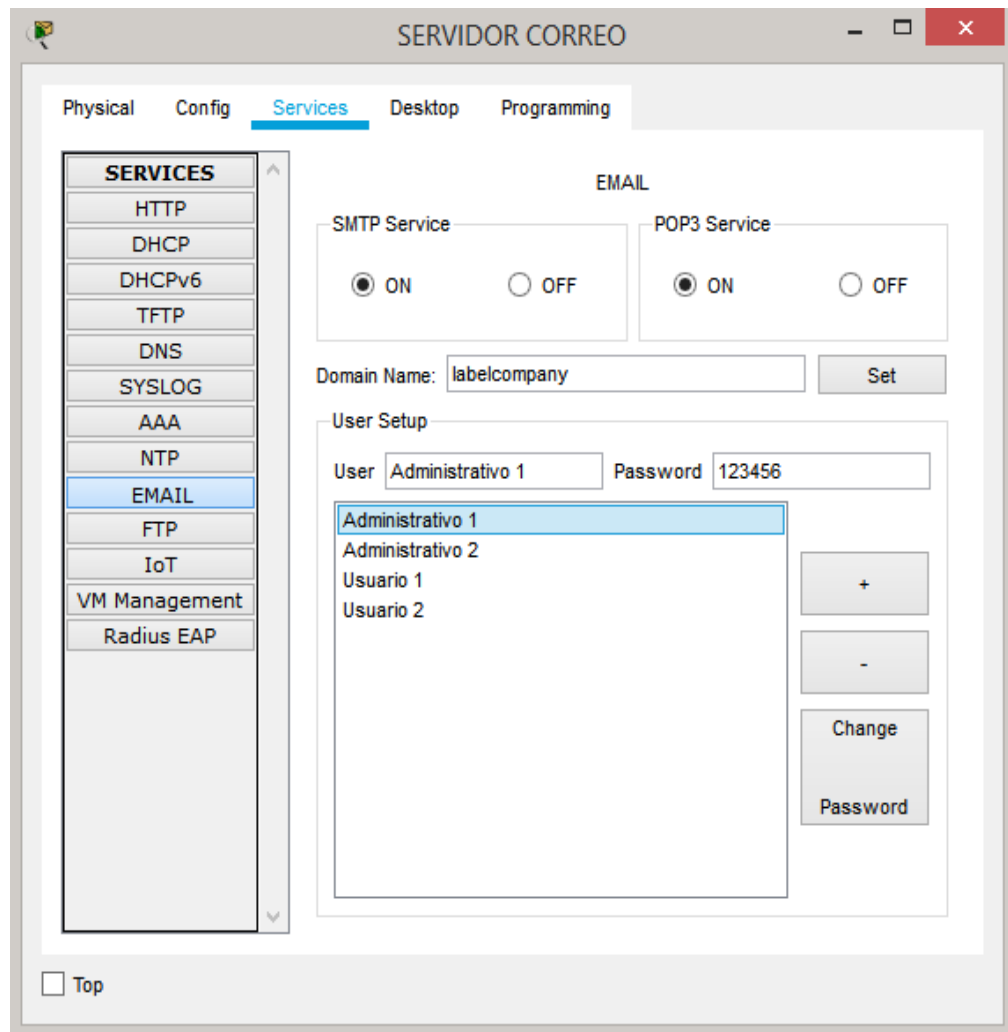 SERVIDOR CORREO
Physical Config Services Desktop Programming
SERVICES
HTTP
DHCP
DHCPv6
TFTP
DNS
SYSLOG
AAA
NTP
EMAIL
FTP
IoT
VM Management
Radius EAP
EMAIL
SMTP Service
ON OFF
POP3 Service
ON OFF
Domain Name: labelcompany Set
User Setup
User Administrativo 1 Password 123456
Administrativo 1
Administrativo 2
Usuario 1
Usuario 2
+
-
Change
Password
Top